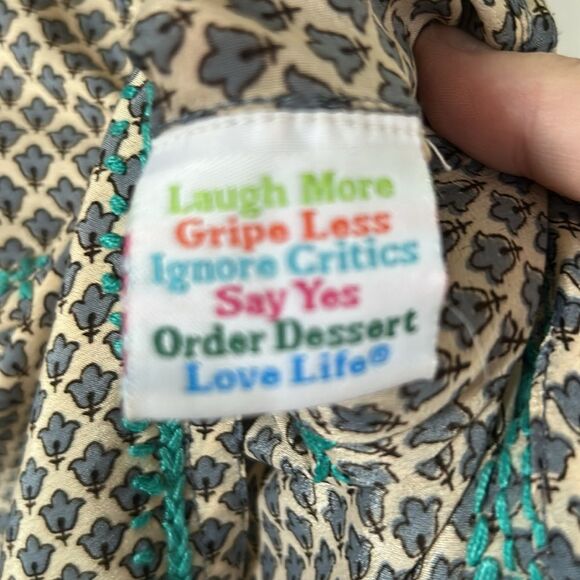 Laugh More
Gripe Less
Ignore Critics
Say Yes
Order Dessert
Love Life®